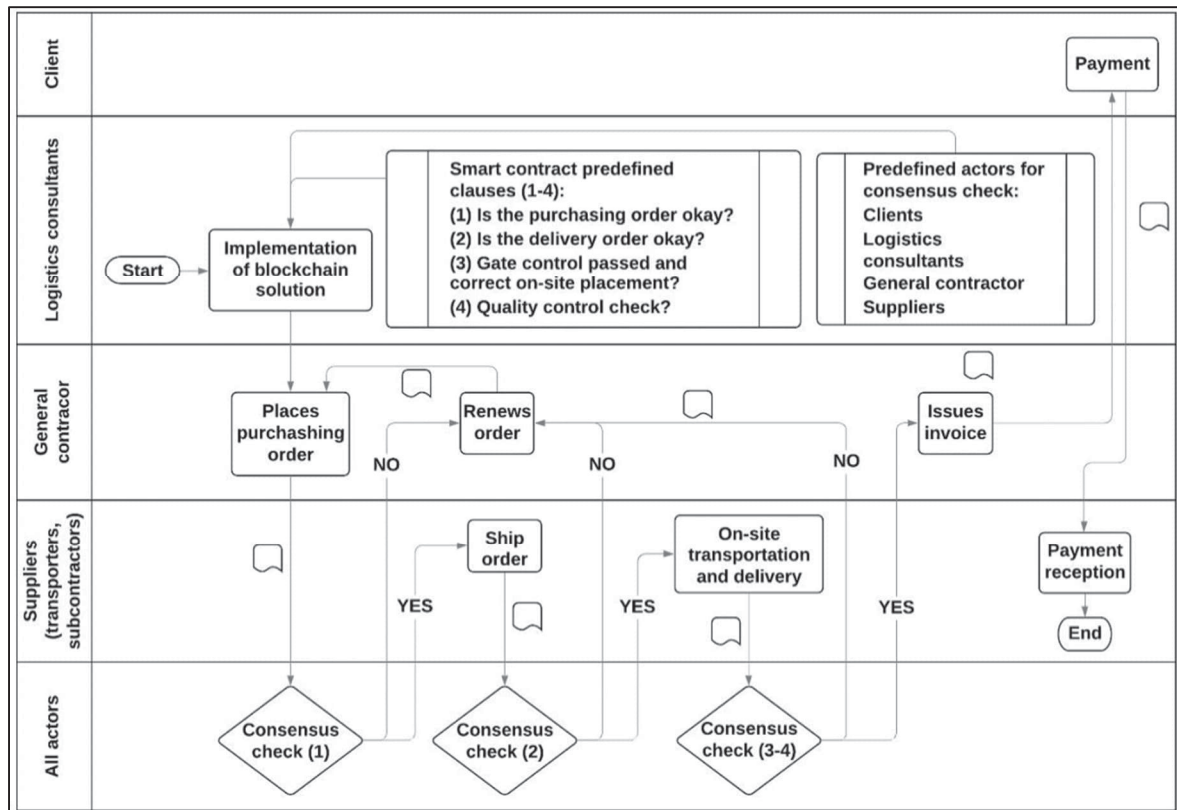 Client
Payment
Logistics consultants
Start
Implementation
of blockchain
solution
Smart contract predefined
clauses (1-4):
(1) Is the purchasing order okay?
(2) Is the delivery order okay?
(3) Gate control passed and
correct on-site placement?
(4) Quality control check?
Predefined actors for
consensus check:
Clients
Logistics
consultants
General contractor
Suppliers
General
contracor
Places
purchashing
order
Renews
order
Issues
invoice
NO
NO
NO
Suppliers
(transporters,
subcontractors)
Ship
order
On-site
transportation
and delivery
Payment
reception
YES
YES
YES
End
All actors
Consensus
check (1)
Consensus
check (2)
Consensus
check (3-4)